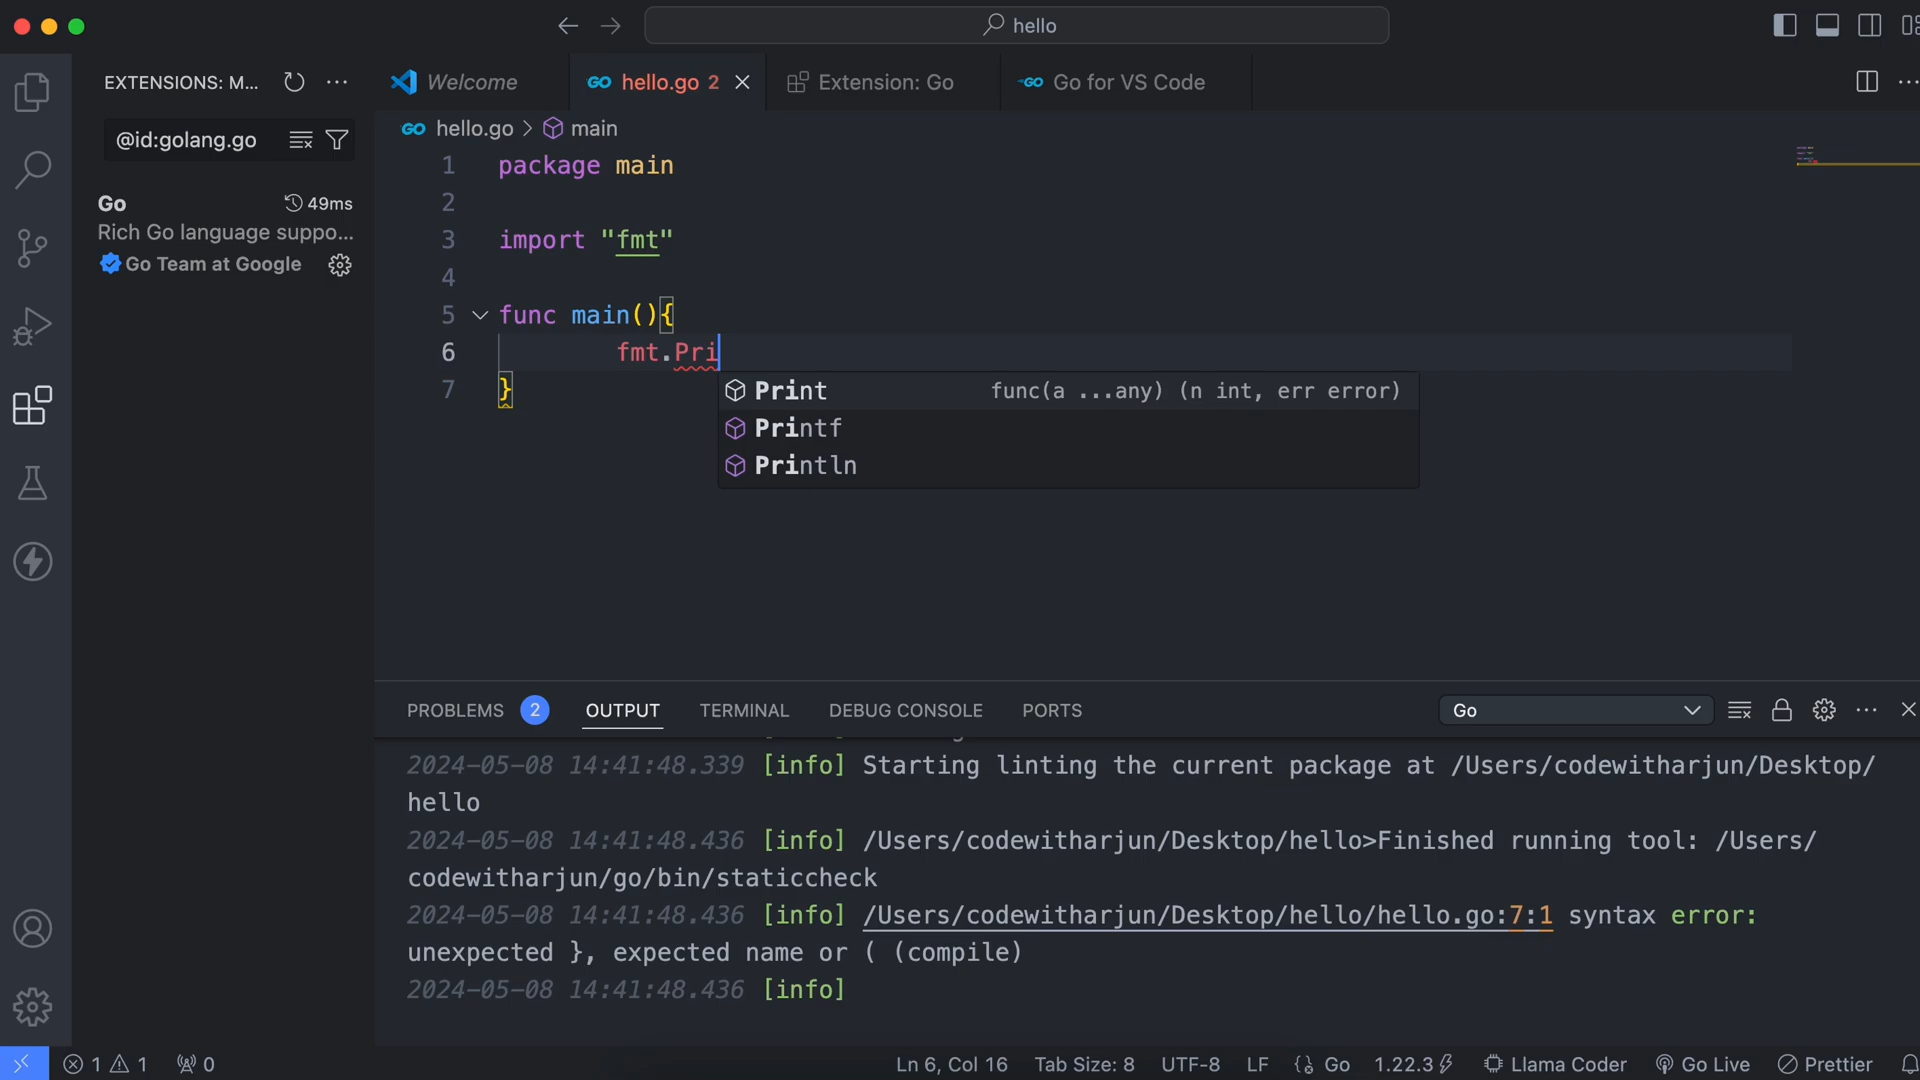 hello
EXTENSIONS: M...
Welcome
GO hello.go 2
Extension: Go
GO Go for VS Code
@id:golang.go
Go 49ms
Rich Go language suppo...
Go Team at Google
GO hello.go > main
1 package main
2
3 import "fmt"
4
5 func main(){
6 fmt.Pri
7 }
Print func(a ...any) (n int, err error)
Printf
Println
PROBLEMS 2 OUTPUT TERMINAL DEBUG CONSOLE PORTS Go
2024-05-08 14:41:48.339 [info] Starting linting the current package at /Users/codewitharjun/Desktop/
hello
2024-05-08 14:41:48.436 [info] /Users/codewitharjun/Desktop/hello>Finished running tool: /Users/
codewitharjun/go/bin/staticcheck
2024-05-08 14:41:48.436 [info] /Users/codewitharjun/Desktop/hello/hello.go:7:1 syntax error:
unexpected }, expected name or ( (compile)
2024-05-08 14:41:48.436 [info]
1 1 0 Ln 6, Col 16 Tab Size: 8 UTF-8 LF Go 1.22.3 Llama Coder Go Live Prettier